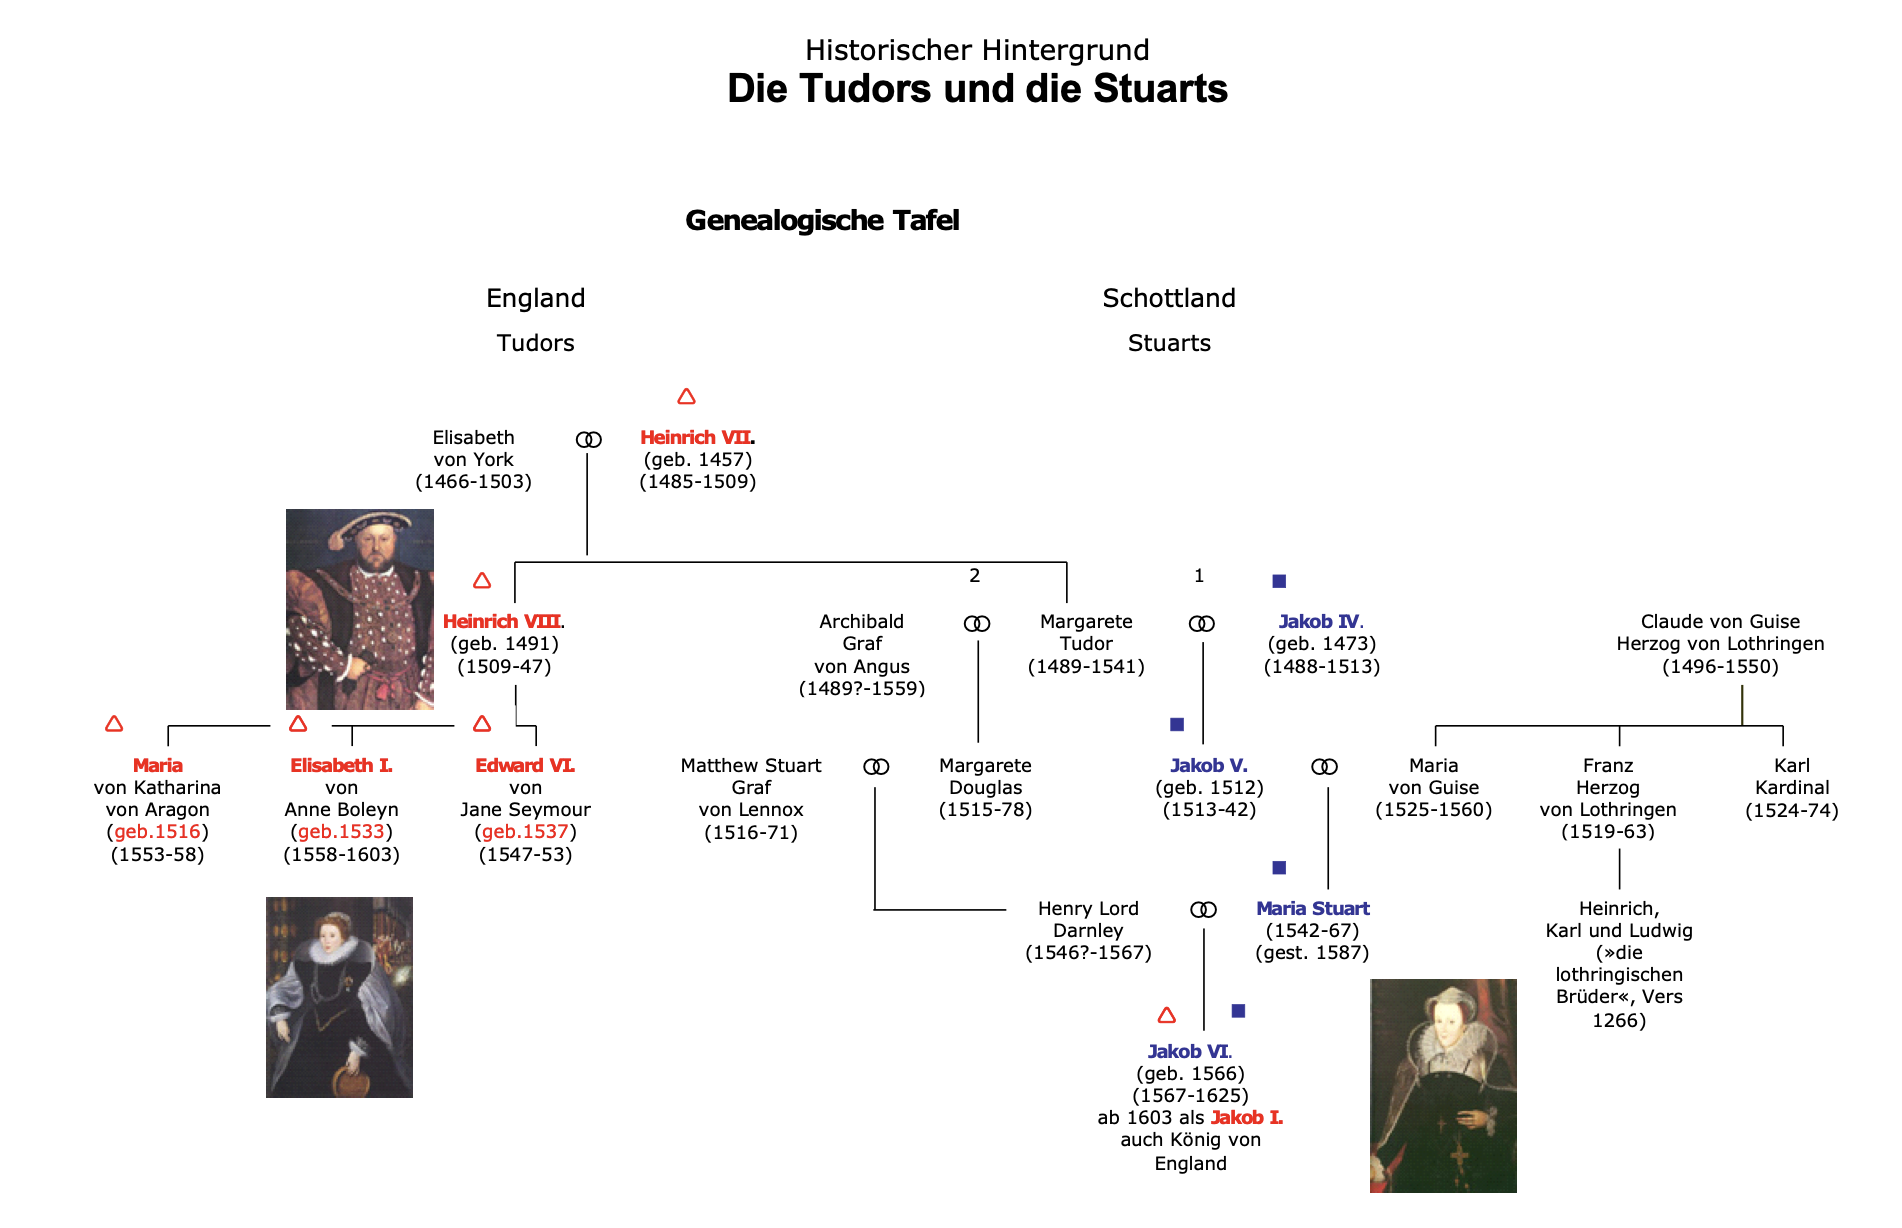 Historischer Hintergrund
Die Tudors und die Stuarts
Genealogische Tafel
England
Tudors
Schottland
Stuarts
Elisabeth
von York
(1466-1503)
Heinrich VII.
(geb. 1457)
(1485-1509)
2
1
Heinrich VIII.
(geb. 1491)
(1509-47)
Archibald
Graf
von Angus
(1489?-1559)
Margarete
Tudor
(1489-1541)
Jakob IV.
(geb. 1473)
(1488-1513)
Claude von Guise
Herzog von Lothringen
(1496-1550)
Maria
von Katharina
von Aragon
(geb.1516)
(1553-58)
Elisabeth I.
von
Anne Boleyn
(geb.1533)
(1558-1603)
Edward VI.
von
Jane Seymour
(geb.1537)
(1547-53)
Matthew Stuart
Graf
von Lennox
(1516-71)
Margarete
Douglas
(1515-78)
Jakob V.
(geb. 1512)
(1513-42)
Maria
von Guise
(1525-1560)
Franz
Herzog
von Lothringen
(1519-63)
Karl
Kardinal
(1524-74)
Henry Lord
Darnley
(1546?-1567)
Maria Stuart
(1542-67)
(gest. 1587)
Heinrich,
Karl und Ludwig
(»die
lothringischen
Brüder«, Vers
1266)
Jakob VI.
(geb. 1566)
(1567-1625)
ab 1603 als Jakob I.
auch König von
England